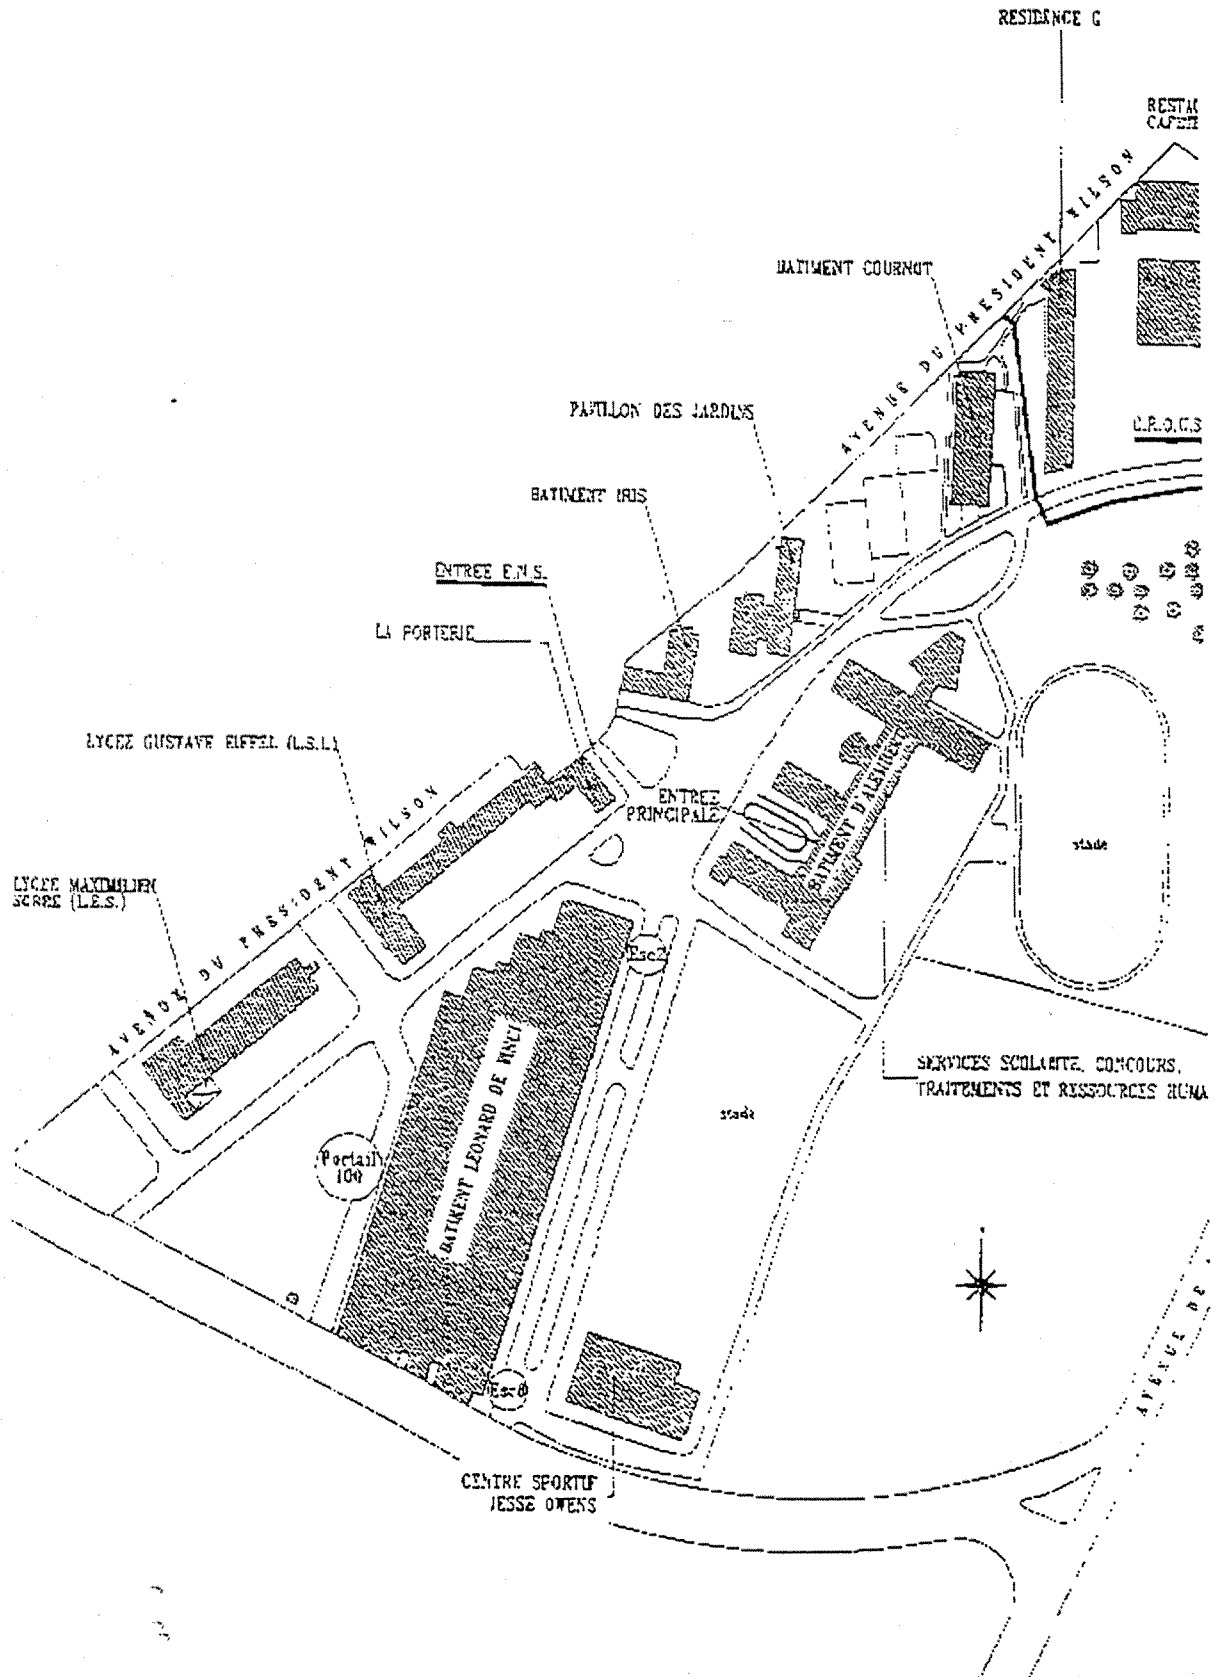 RESIDENCE G
AVENUE DU PRESIDENT WILSON
BATIMENT COURNOT
PAVILLON DES JARDINS
BATIMENT IRIS
ENTREE E.N.S.
LA PORTERIE
LYCEE GUSTAVE EIFFEL
ENTREE
PRINCIPALE
BATIMENT D'ALEMBERT
stade
LYCEE MAXIMILIEN
SORRE (L.E.S.)
AVENUE DU PRESIDENT WILSON
Esc2
BATIMENT LEONARD DE VINCI
SERVICES SCOLARITE, CONCOURS,
TRAITEMENTS ET RESSOURCES HUMA
stade
Portail
100
AVENUE DE
CENTRE SPORTIF
JESSE OWENS